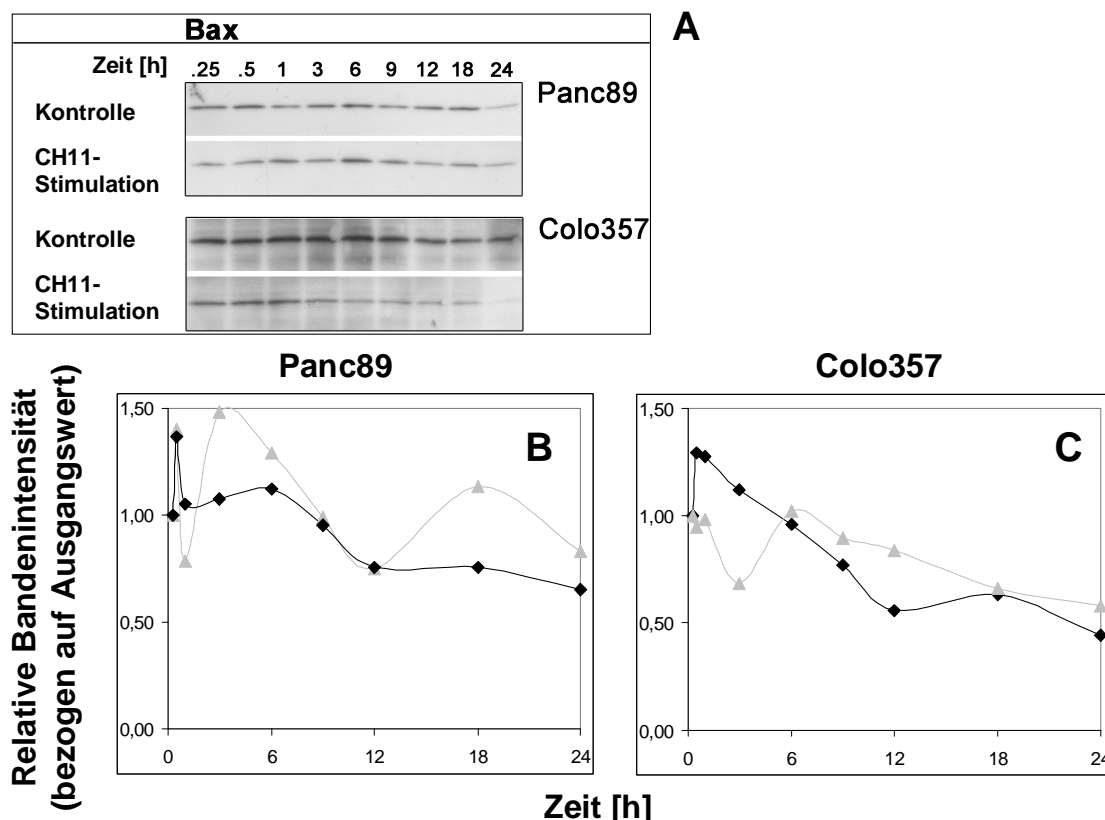 Bax
A
Zeit [h] .25 .5 1 3 6 9 12 18 24
Panc89
Kontrolle
CH11-
Stimulation
Colo357
Kontrolle
CH11-
Stimulation
Relative Bandenintensität
(bezogen auf Ausgangswert)
Panc89
B
1,50
1,00
0,50
0,00
0 6 12 18 24
Colo357
C
1,50
1,00
0,50
0,00
0 6 12 18 24
Zeit [h]